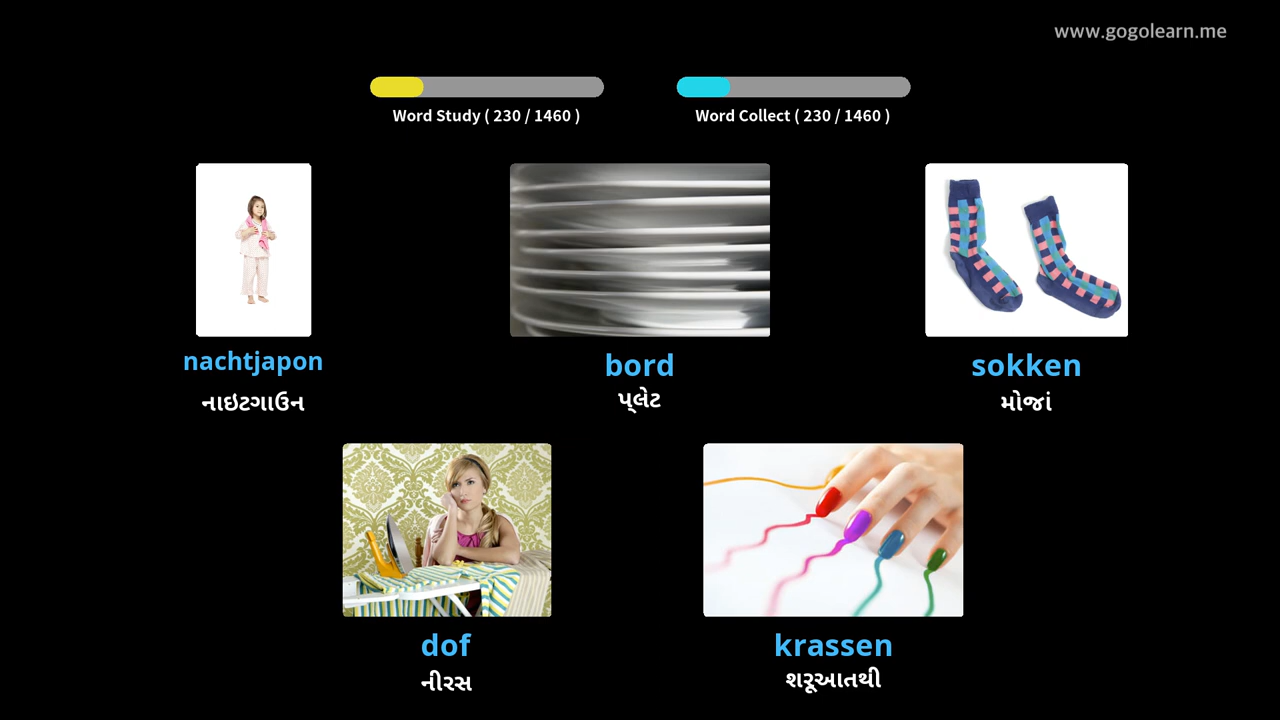 www.gogolearn.me
Word Study ( 230 / 1460 )
Word Collect ( 230 / 1460 )
nachtjapon
નાઇટગાઉન
bord
પ્લેટ
sokken
મોજાં
dof
નીરસ
krassen
શરૂઆતથી